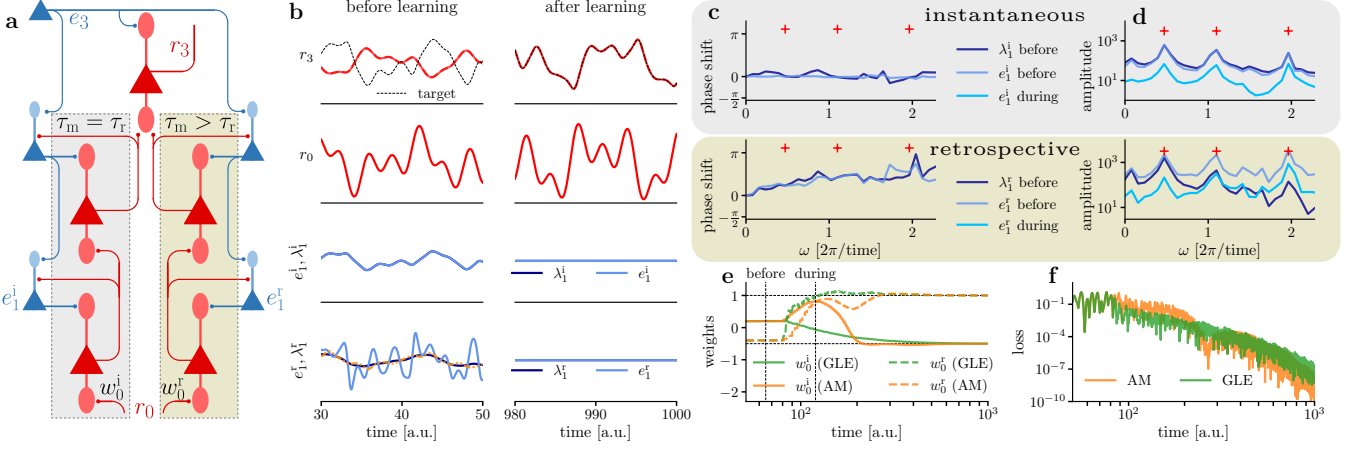 a
e₃
r₃
τₘ = τᵣ
τₘ > τᵣ
e₁ⁱ
e₁ʳ
w₀ⁱ
w₀ʳ
r₀
b
before learning
after learning
r₃
target
r₀
e₁ⁱ, λ₁ⁱ
λ₁ⁱ
e₁ⁱ
λ₁ⁱ
e₁ⁱ
e₁ʳ, λ₁ʳ
λ₁ʳ
e₁ʳ
30
40
50
980
990
1000
time [a.u.]
time [a.u.]
c
instantaneous
d
phase shift
π
0
−π/2
0
1
2
λ₁ⁱ before
e₁ⁱ before
e₁ⁱ during
amplitude
10³
10¹
0
1
2
retrospective
phase shift
π
0
−π/2
0
1
2
ω [2π/time]
λ₁ʳ before
e₁ʳ before
e₁ʳ during
amplitude
10³
10¹
0
1
2
ω [2π/time]
e
before during
weights
1
0
−1
−2
w₀ⁱ (GLE)
w₀ʳ (GLE)
w₀ⁱ (AM)
w₀ʳ (AM)
10²
10³
time [a.u.]
f
loss
10⁻¹
10⁻⁴
10⁻⁷
10⁻¹⁰
AM
GLE
10²
10³
time [a.u.]